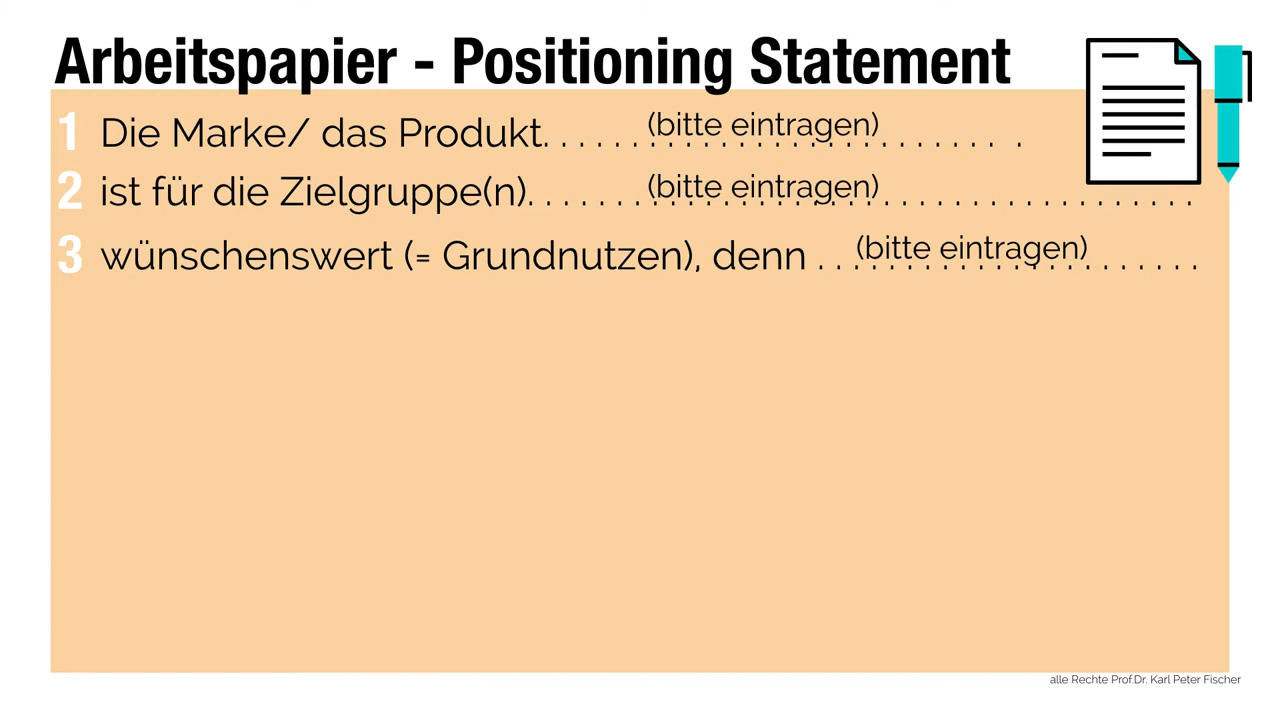 Arbeitspapier - Positioning Statement
1 Die Marke/ das Produkt. . . . . . . . . . . . . . . . . . . . . . . . . . . (bitte eintragen)
2 ist für die Zielgruppe(n). . . . . . . . . . . . . . . . . . . . . . . . . . . . . . . . . . . . . . (bitte eintragen)
3 wünschenswert (= Grundnutzen), denn . . . . . . . . . . . . . . . . . . . . . . (bitte eintragen)
alle Rechte Prof.Dr. Karl Peter Fischer